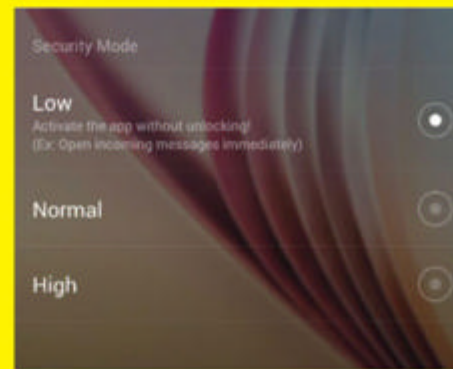 Security Mode
Low
Activate the app without unlocking!
(Ex: Open incoming messages immediately)
Normal
High